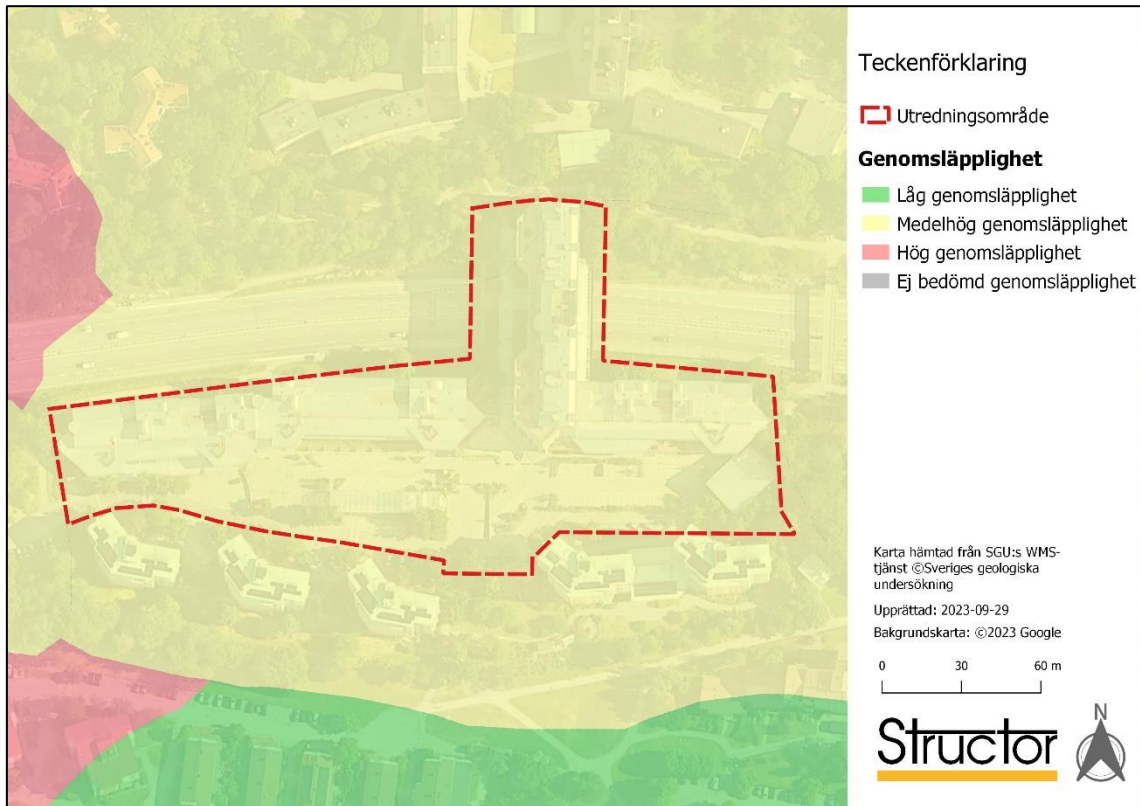 Teckenförklaring
Utredningsområde
Genomsläpplighet
Låg genomsläpplighet
Medelhög genomsläpplighet
Hög genomsläpplighet
Ej bedömd genomsläpplighet
Karta hämtad från SGU:s WMS-
tjänst ©Sveriges geologiska
undersökning
Upprättad: 2023-09-29
Bakgrundskarta: ©2023 Google
0 30 60 m
Structor
N